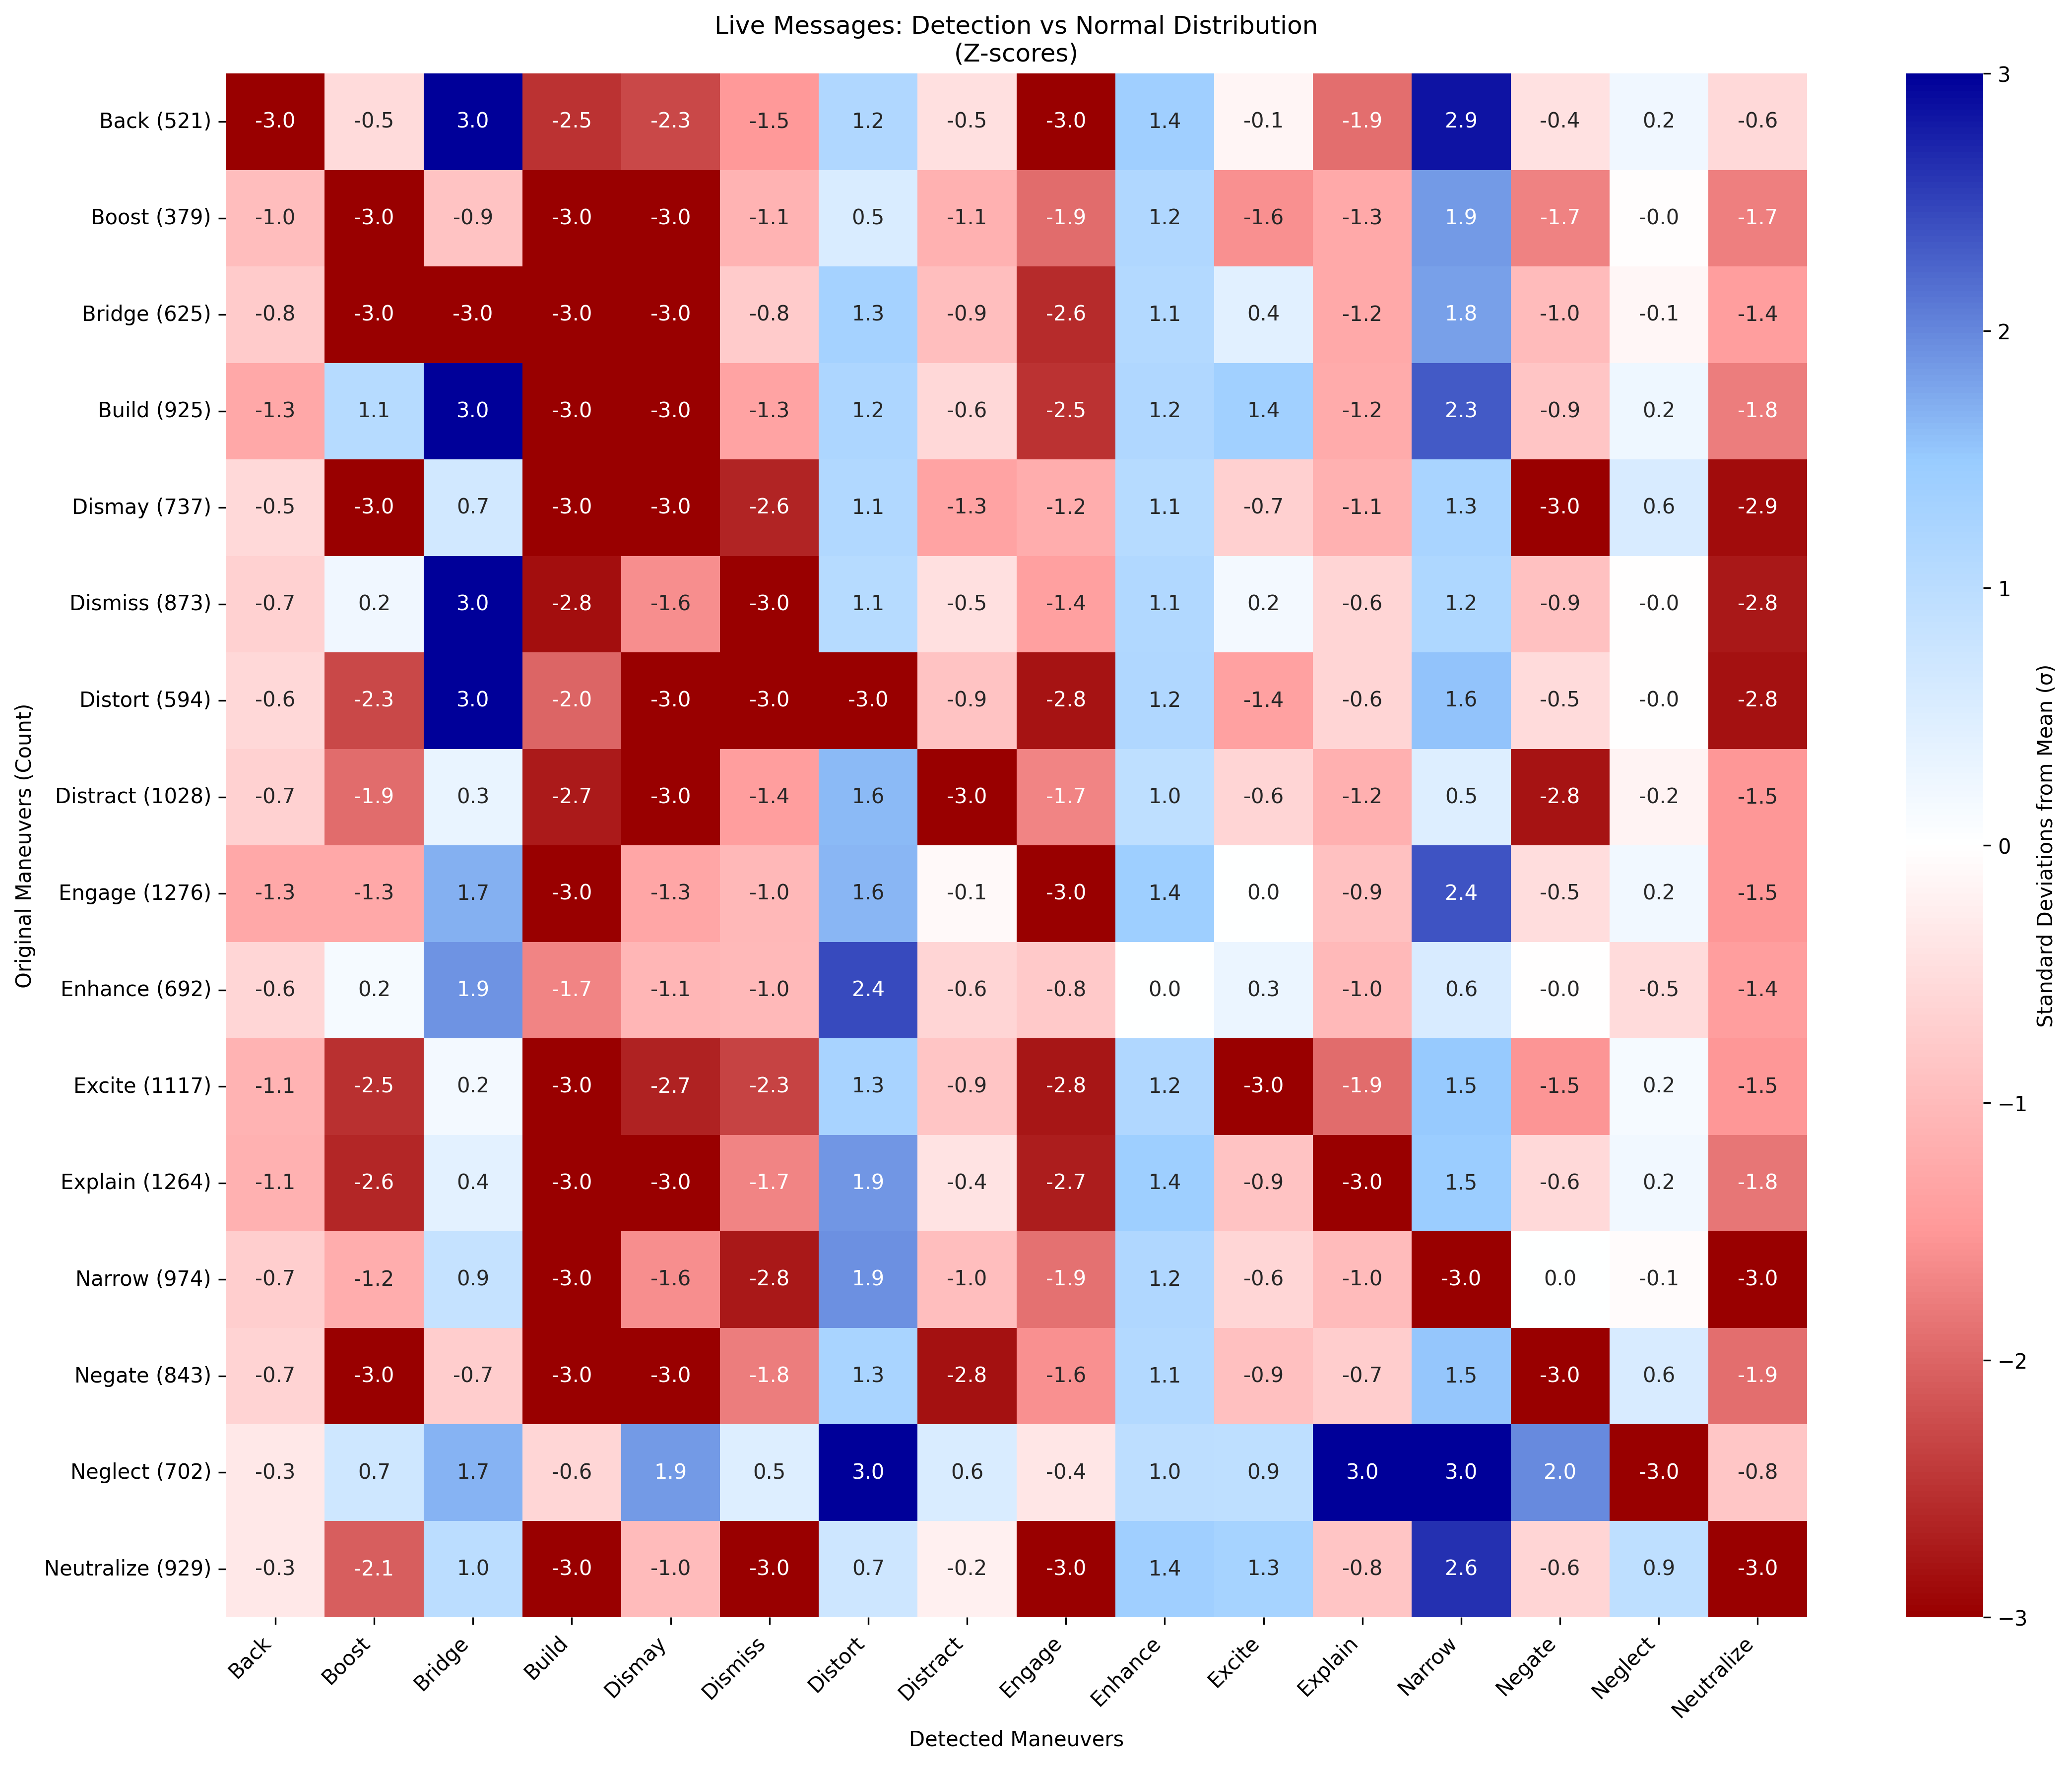 Live Messages: Detection vs Normal Distribution
(Z-scores)
Original Maneuvers (Count)
Back (521) -3.0 -0.5 3.0 -2.5 -2.3 -1.5 1.2 -0.5 -3.0 1.4 -0.1 -1.9 2.9 -0.4 0.2 -0.6
Boost (379) -1.0 -3.0 -0.9 -3.0 -3.0 -1.1 0.5 -1.1 -1.9 1.2 -1.6 -1.3 1.9 -1.7 -0.0 -1.7
Bridge (625) -0.8 -3.0 -3.0 -3.0 -3.0 -0.8 1.3 -0.9 -2.6 1.1 0.4 -1.2 1.8 -1.0 -0.1 -1.4
Build (925) -1.3 1.1 3.0 -3.0 -3.0 -1.3 1.2 -0.6 -2.5 1.2 1.4 -1.2 2.3 -0.9 0.2 -1.8
Dismay (737) -0.5 -3.0 0.7 -3.0 -3.0 -2.6 1.1 -1.3 -1.2 1.1 -0.7 -1.1 1.3 -3.0 0.6 -2.9
Dismiss (873) -0.7 0.2 3.0 -2.8 -1.6 -3.0 1.1 -0.5 -1.4 1.1 0.2 -0.6 1.2 -0.9 -0.0 -2.8
Distort (594) -0.6 -2.3 3.0 -2.0 -3.0 -3.0 -3.0 -0.9 -2.8 1.2 -1.4 -0.6 1.6 -0.5 -0.0 -2.8
Distract (1028) -0.7 -1.9 0.3 -2.7 -3.0 -1.4 1.6 -3.0 -1.7 1.0 -0.6 -1.2 0.5 -2.8 -0.2 -1.5
Engage (1276) -1.3 -1.3 1.7 -3.0 -1.3 -1.0 1.6 -0.1 -3.0 1.4 0.0 -0.9 2.4 -0.5 0.2 -1.5
Enhance (692) -0.6 0.2 1.9 -1.7 -1.1 -1.0 2.4 -0.6 -0.8 0.0 0.3 -1.0 0.6 -0.0 -0.5 -1.4
Excite (1117) -1.1 -2.5 0.2 -3.0 -2.7 -2.3 1.3 -0.9 -2.8 1.2 -3.0 -1.9 1.5 -1.5 0.2 -1.5
Explain (1264) -1.1 -2.6 0.4 -3.0 -3.0 -1.7 1.9 -0.4 -2.7 1.4 -0.9 -3.0 1.5 -0.6 0.2 -1.8
Narrow (974) -0.7 -1.2 0.9 -3.0 -1.6 -2.8 1.9 -1.0 -1.9 1.2 -0.6 -1.0 -3.0 0.0 -0.1 -3.0
Negate (843) -0.7 -3.0 -0.7 -3.0 -3.0 -1.8 1.3 -2.8 -1.6 1.1 -0.9 -0.7 1.5 -3.0 0.6 -1.9
Neglect (702) -0.3 0.7 1.7 -0.6 1.9 0.5 3.0 0.6 -0.4 1.0 0.9 3.0 3.0 2.0 -3.0 -0.8
Neutralize (929) -0.3 -2.1 1.0 -3.0 -1.0 -3.0 0.7 -0.2 -3.0 1.4 1.3 -0.8 2.6 -0.6 0.9 -3.0
Back Boost Bridge Build Dismay Dismiss Distort Distract Engage Enhance Excite Explain Narrow Negate Neglect Neutralize
Detected Maneuvers
3
2
1
0
−1
−2
−3
Standard Deviations from Mean (σ)